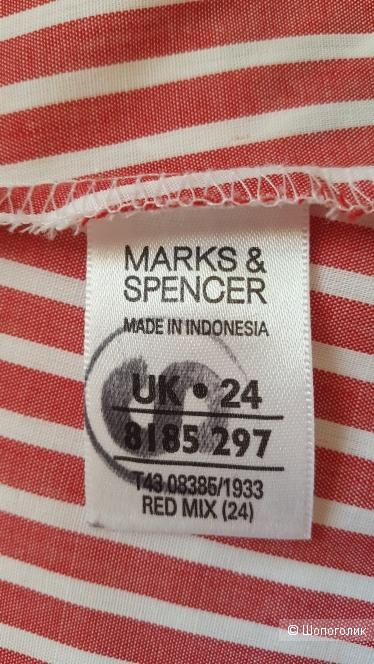 MARKS &
SPENCER
MADE IN INDONESIA
UK • 24
8185 297
T43 08385/1933
RED MIX (24)
© Шопоголик